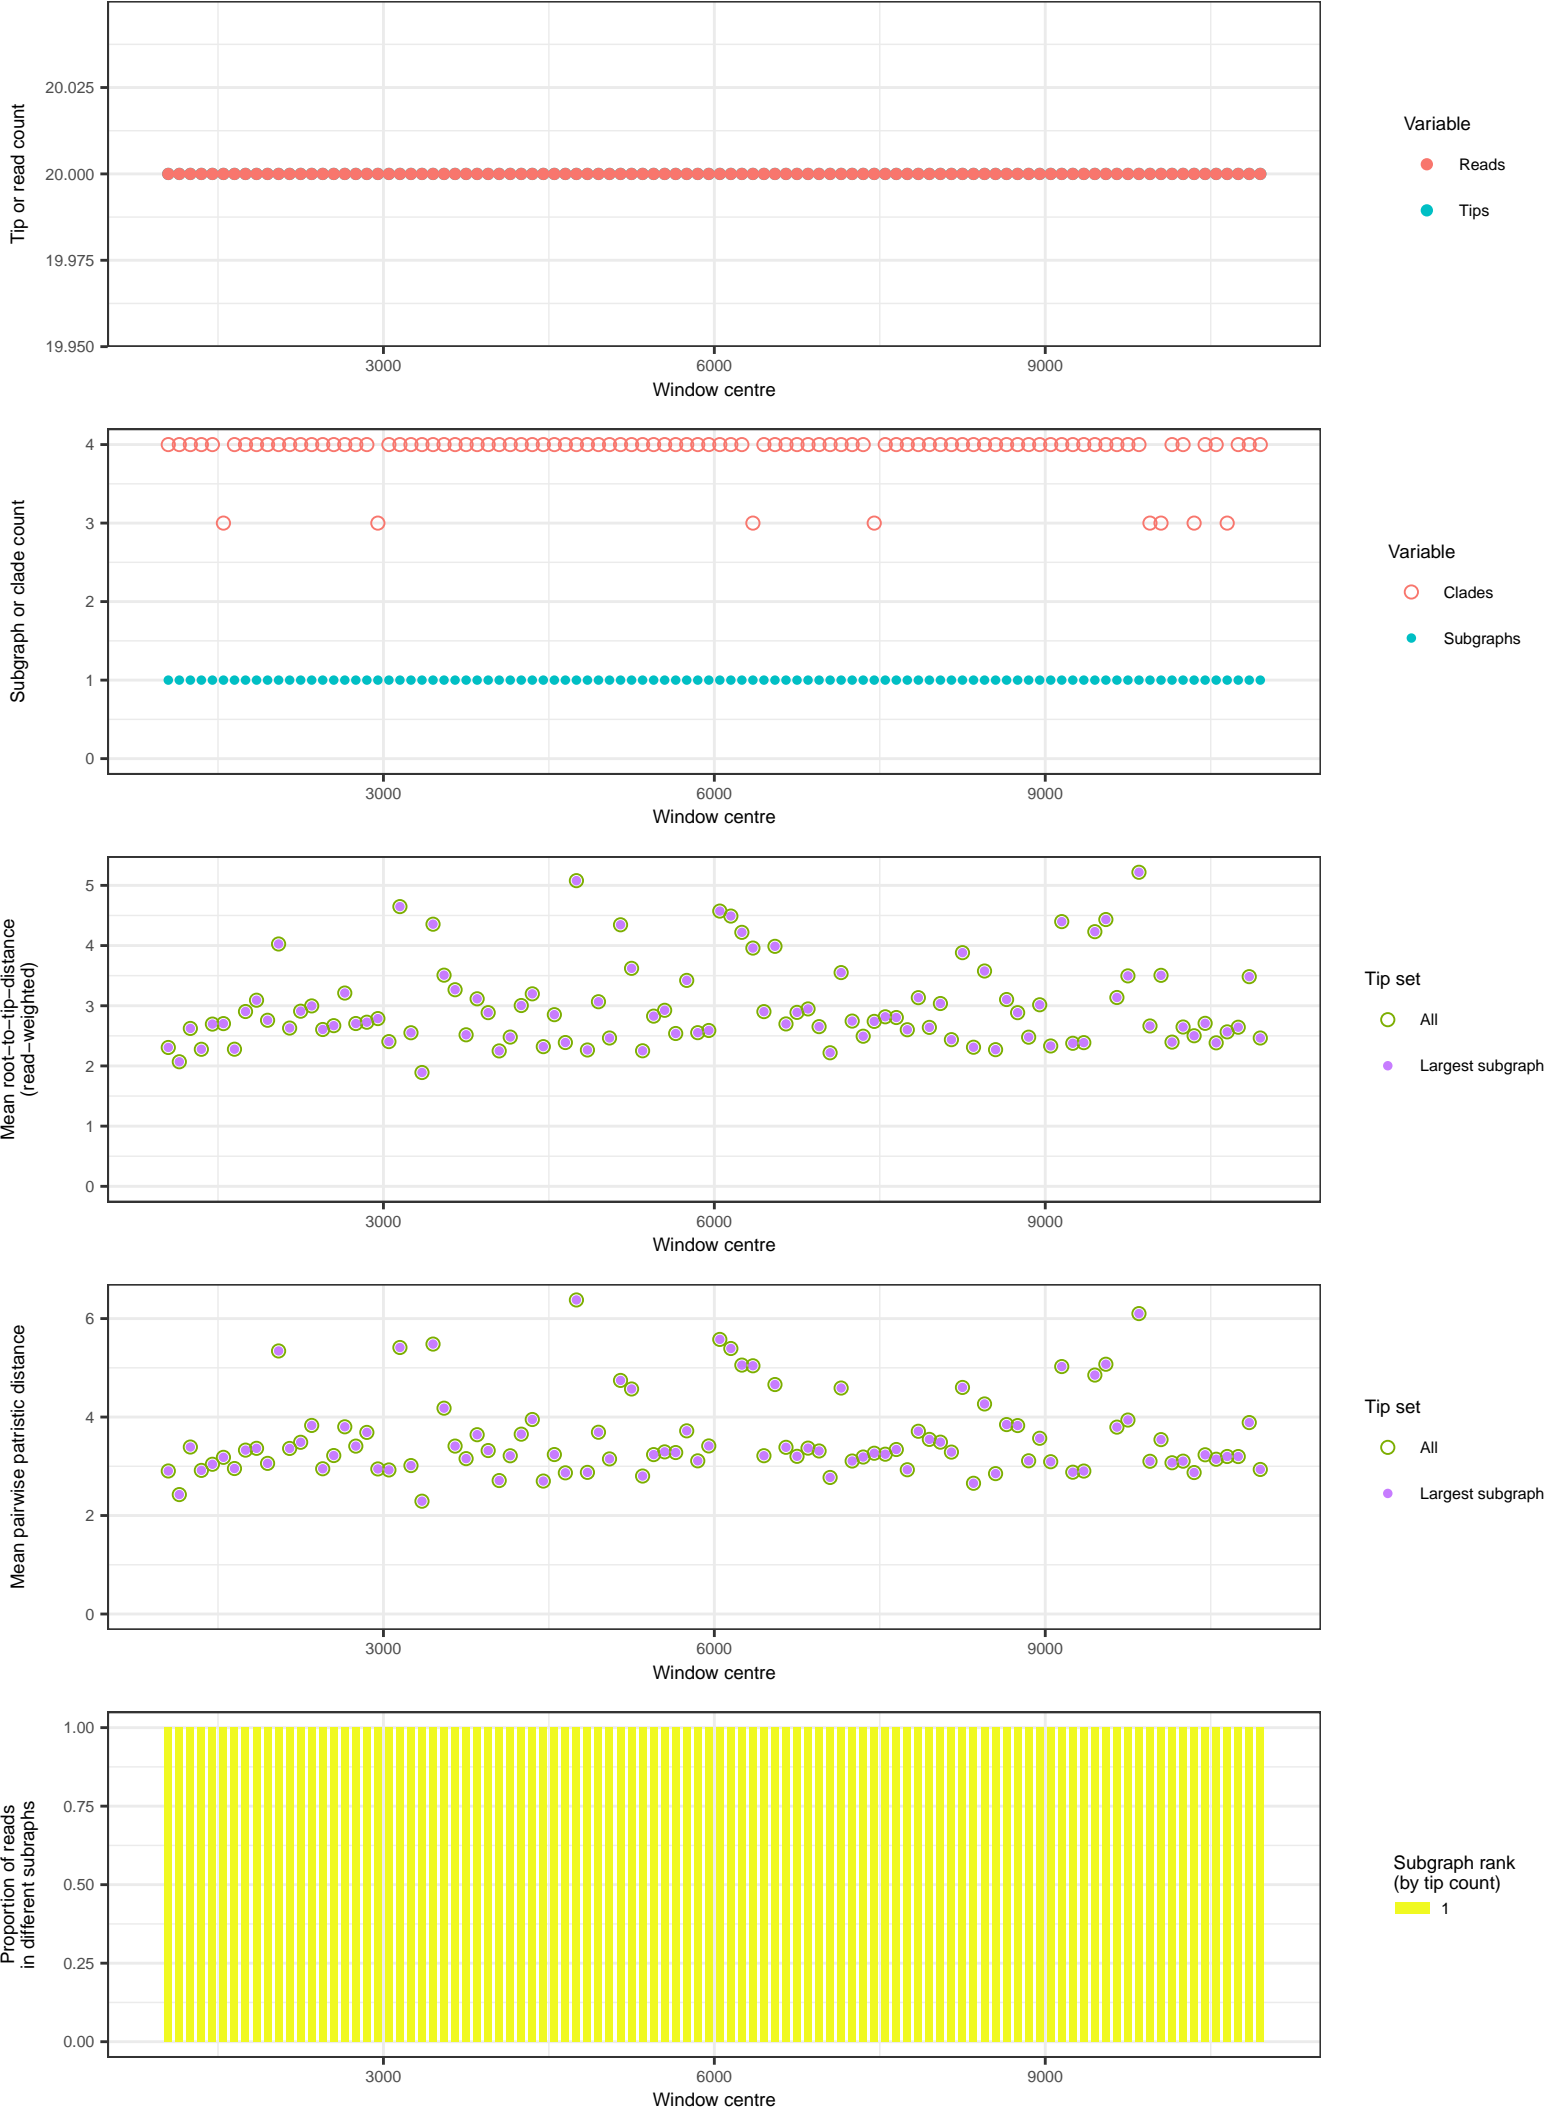 Tip or read count
20.025
20.000
19.975
19.950
3000
6000
9000
Window centre
Variable
Reads
Tips
Subgraph or clade count
4
3
2
1
0
3000
6000
9000
Window centre
Variable
Clades
Subgraphs
Mean root−to−tip−distance
(read−weighted)
5
4
3
2
1
0
3000
6000
9000
Window centre
Tip set
All
Largest subgraph
Mean pairwise patristic distance
6
4
2
0
3000
6000
9000
Window centre
Tip set
All
Largest subgraph
Proportion of reads
in different subraphs
1.00
0.75
0.50
0.25
0.00
3000
6000
9000
Window centre
Subgraph rank
(by tip count)
1